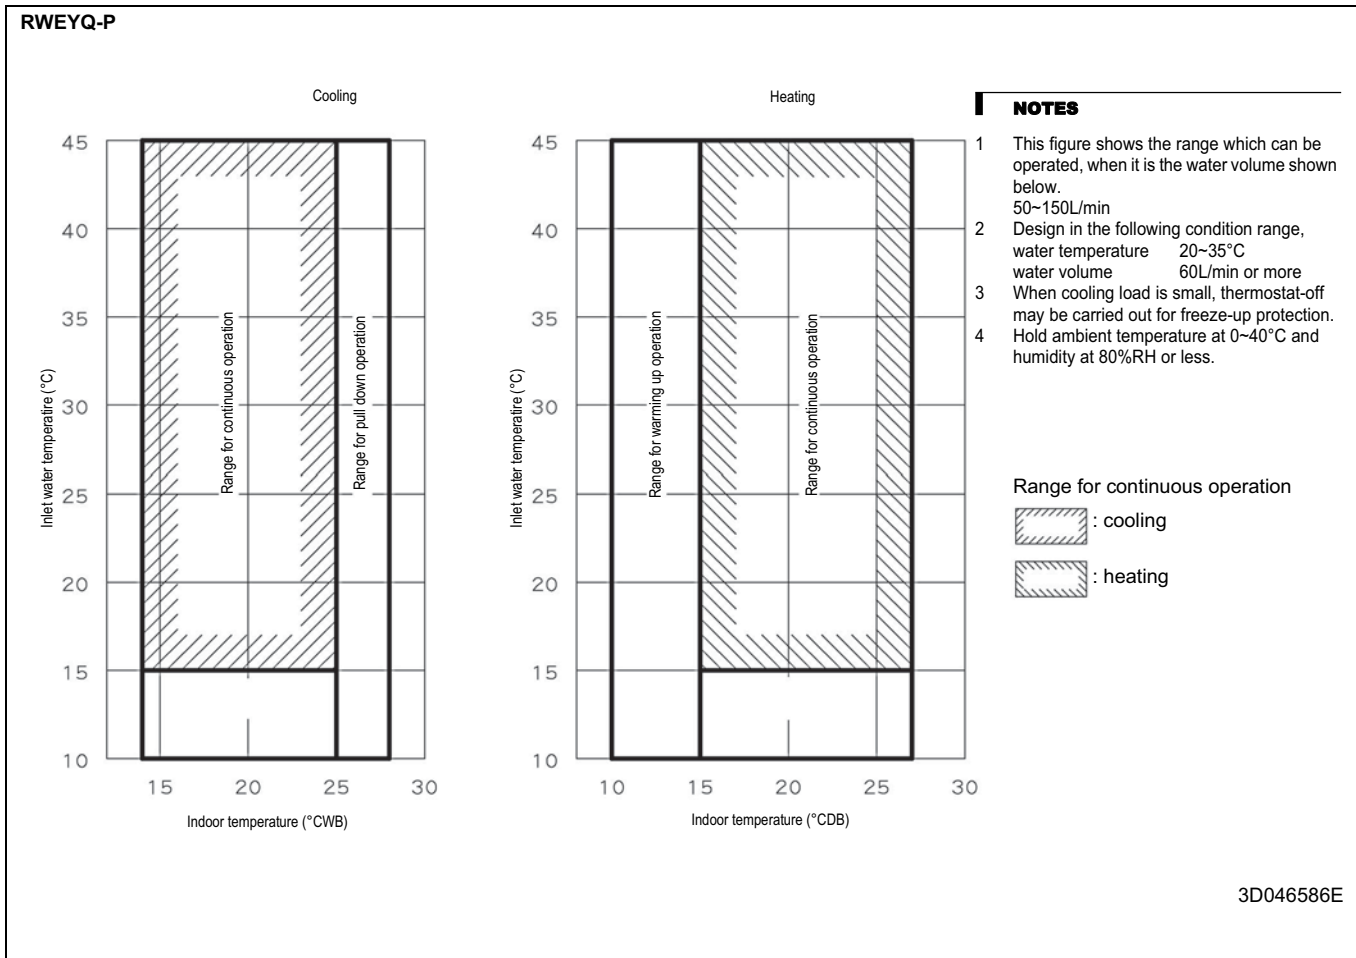 RWEYQ-P
Cooling
45
40
35
30
25
20
15
10
Inlet water temperatire (°C)
Range for continuous operation
Range for pull down operation
15 20 25 30
Indoor temperature (°CWB)
Heating
45
40
35
30
25
20
15
10
Inlet water temperatire (°C)
Range for warming up operation
Range for continuous operation
10 15 20 25 30
Indoor temperature (°CDB)
NOTES
1 This figure shows the range which can be
operated, when it is the water volume shown
below.
50~150L/min
2 Design in the following condition range,
water temperature 20~35°C
water volume 60L/min or more
3 When cooling load is small, thermostat-off
may be carried out for freeze-up protection.
4 Hold ambient temperature at 0~40°C and
humidity at 80%RH or less.
Range for continuous operation
: cooling
: heating
3D046586E